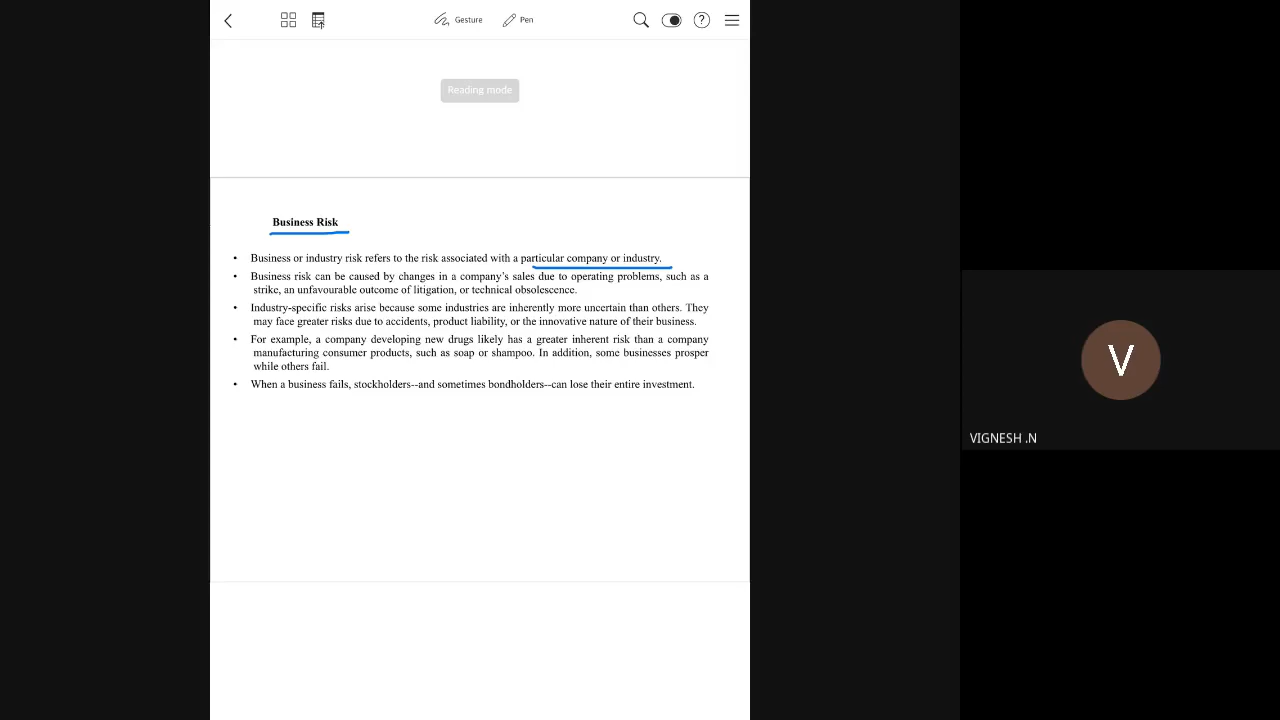 Gesture
Pen
Reading mode
Business Risk
• Business or industry risk refers to the risk associated with a particular company or industry.
• Business risk can be caused by changes in a company's sales due to operating problems, such as a
strike, an unfavourable outcome of litigation, or technical obsolescence.
• Industry-specific risks arise because some industries are inherently more uncertain than others. They
may face greater risks due to accidents, product liability, or the innovative nature of their business.
• For example, a company developing new drugs likely has a greater inherent risk than a company
manufacturing consumer products, such as soap or shampoo. In addition, some businesses prosper
while others fail.
• When a business fails, stockholders--and sometimes bondholders--can lose their entire investment.
V
VIGNESH .N